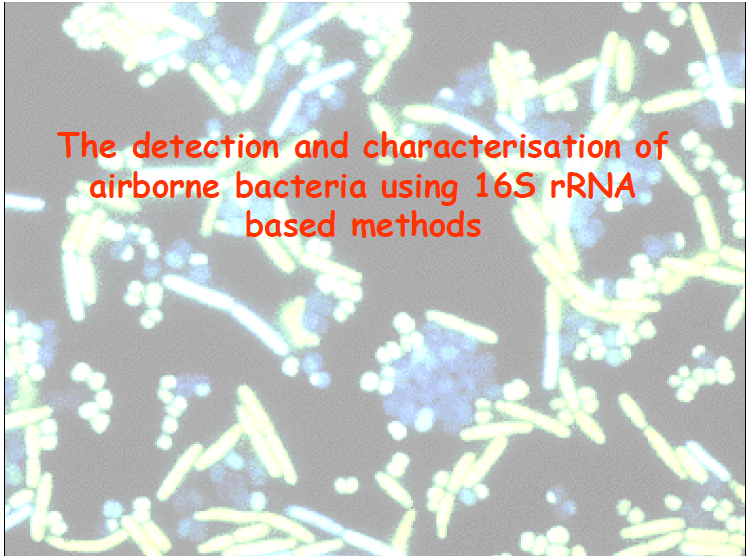 The detection and characterisation of
airborne bacteria using 16S rRNA
based methods